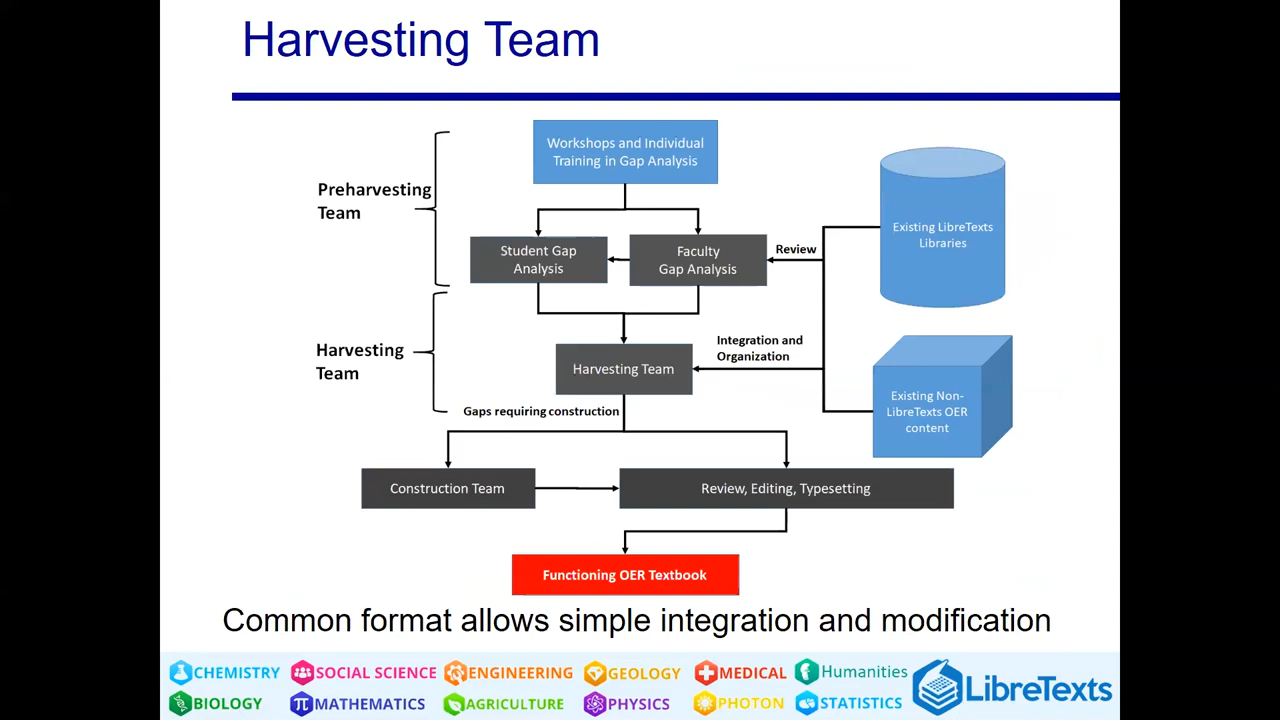 Harvesting Team
Workshops and Individual
Training in Gap Analysis
Preharvesting
Team
Student Gap
Analysis
Faculty
Gap Analysis
Review
Existing LibreTexts
Libraries
Harvesting
Team
Harvesting Team
Integration and
Organization
Existing Non-
LibreTexts OER
content
Gaps requiring construction
Construction Team
Review, Editing, Typesetting
Functioning OER Textbook
Common format allows simple integration and modification
CHEMISTRY
SOCIAL SCIENCE
ENGINEERING
GEOLOGY
MEDICAL
Humanities
BIOLOGY
MATHEMATICS
AGRICULTURE
PHYSICS
PHOTON
STATISTICS
LibreTexts